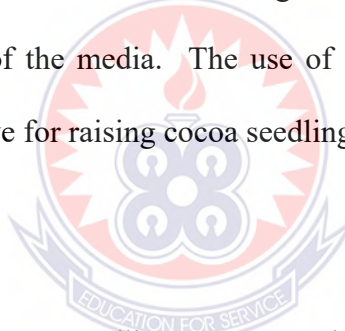 of the media. The use of
e for raising cocoa seedling
EDUCATION FOR SERVICE